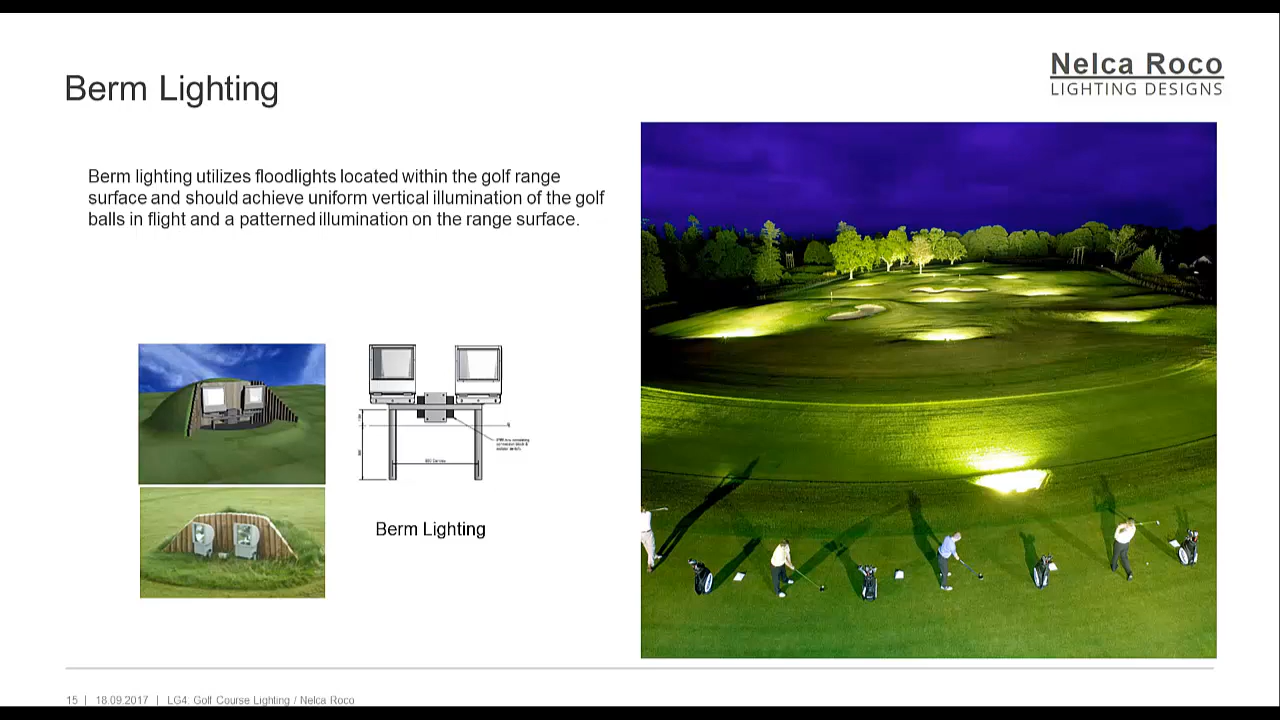 Berm Lighting
Nelca Roco
LIGHTING DESIGNS
Berm lighting utilizes floodlights located within the golf range
surface and should achieve uniform vertical illumination of the golf
balls in flight and a patterned illumination on the range surface.
Berm Lighting
15 | 18.09.2017 | LG4. Golf Course Lighting / Nelca Roco